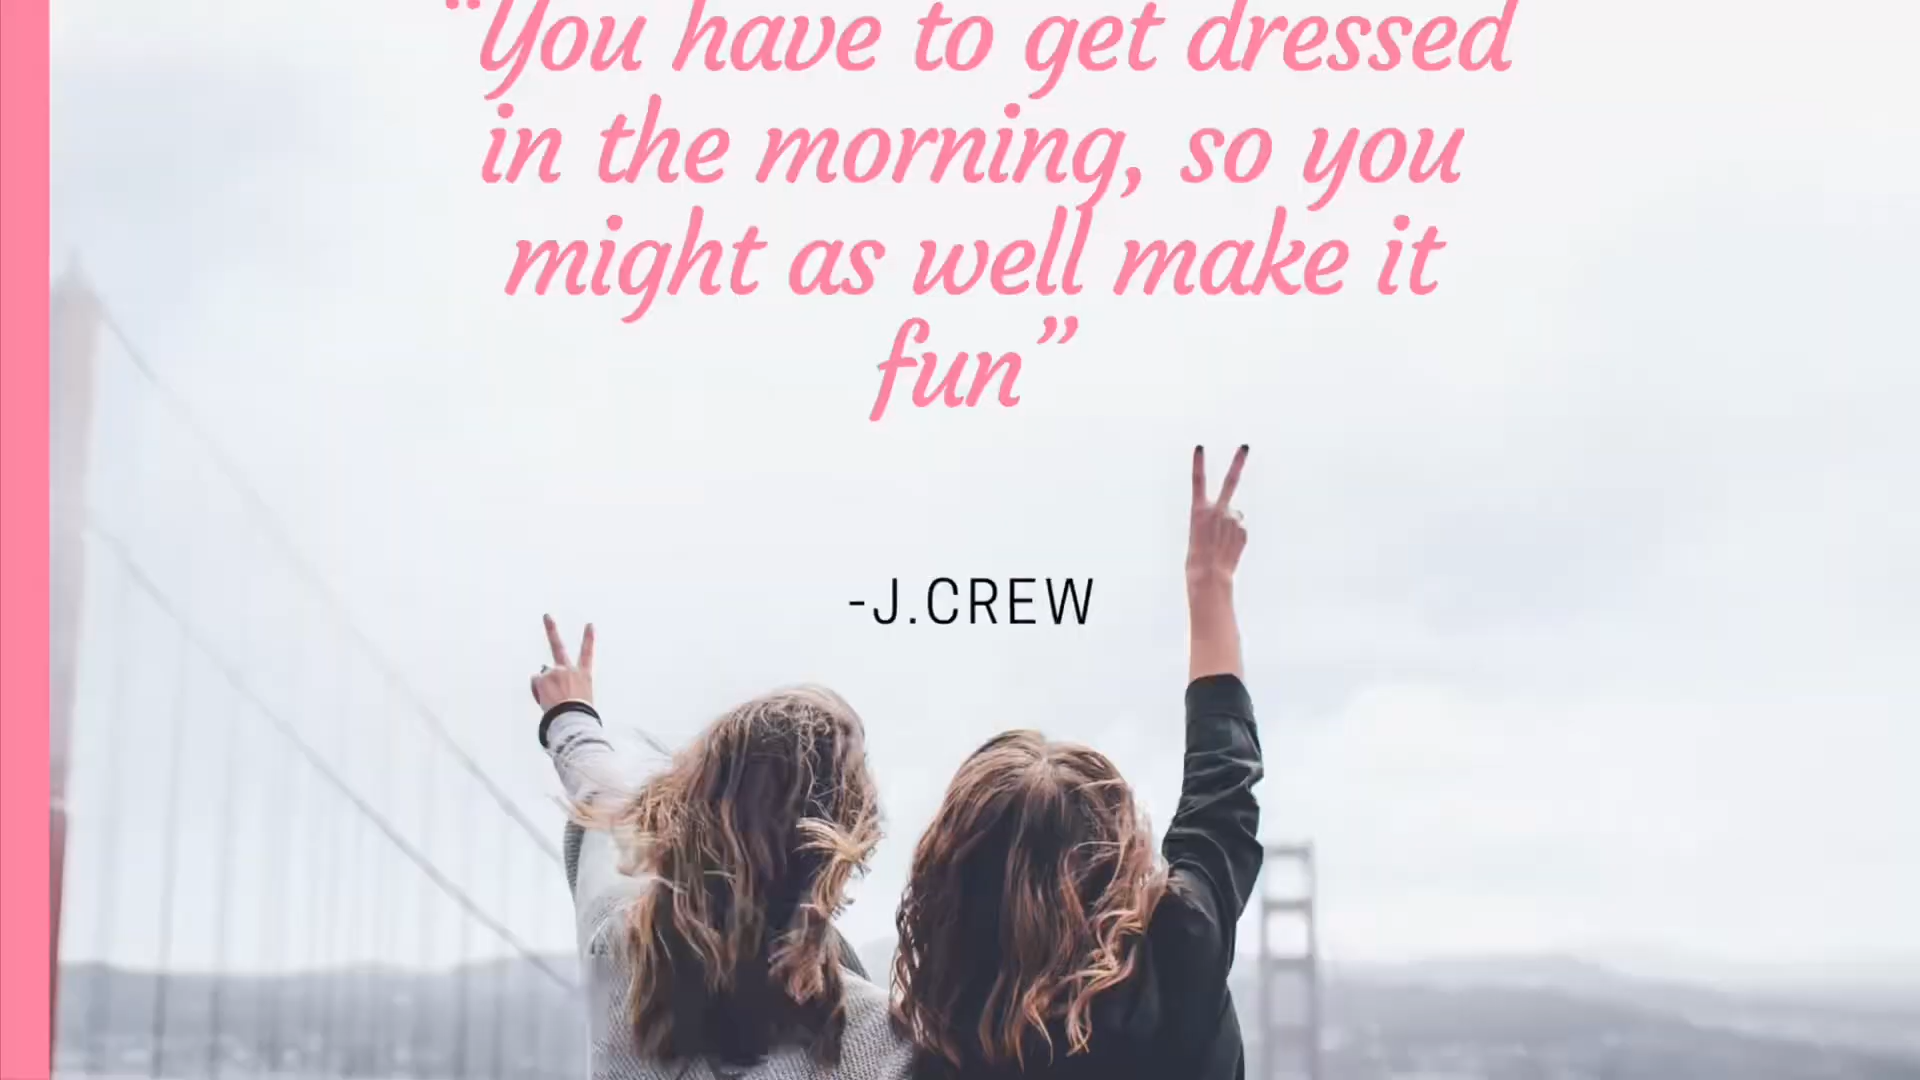 “You have to get dressed
in the morning, so you
might as well make it
fun”
-J.CREW